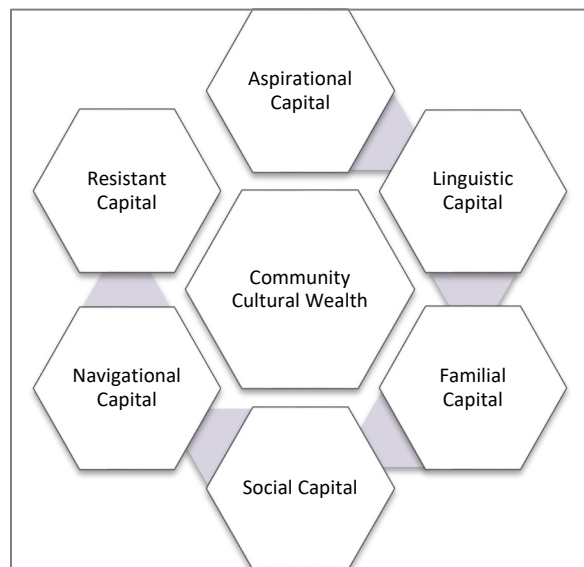 Aspirational
Capital
Resistant
Capital
Linguistic
Capital
Community
Cultural Wealth
Navigational
Capital
Familial
Capital
Social Capital